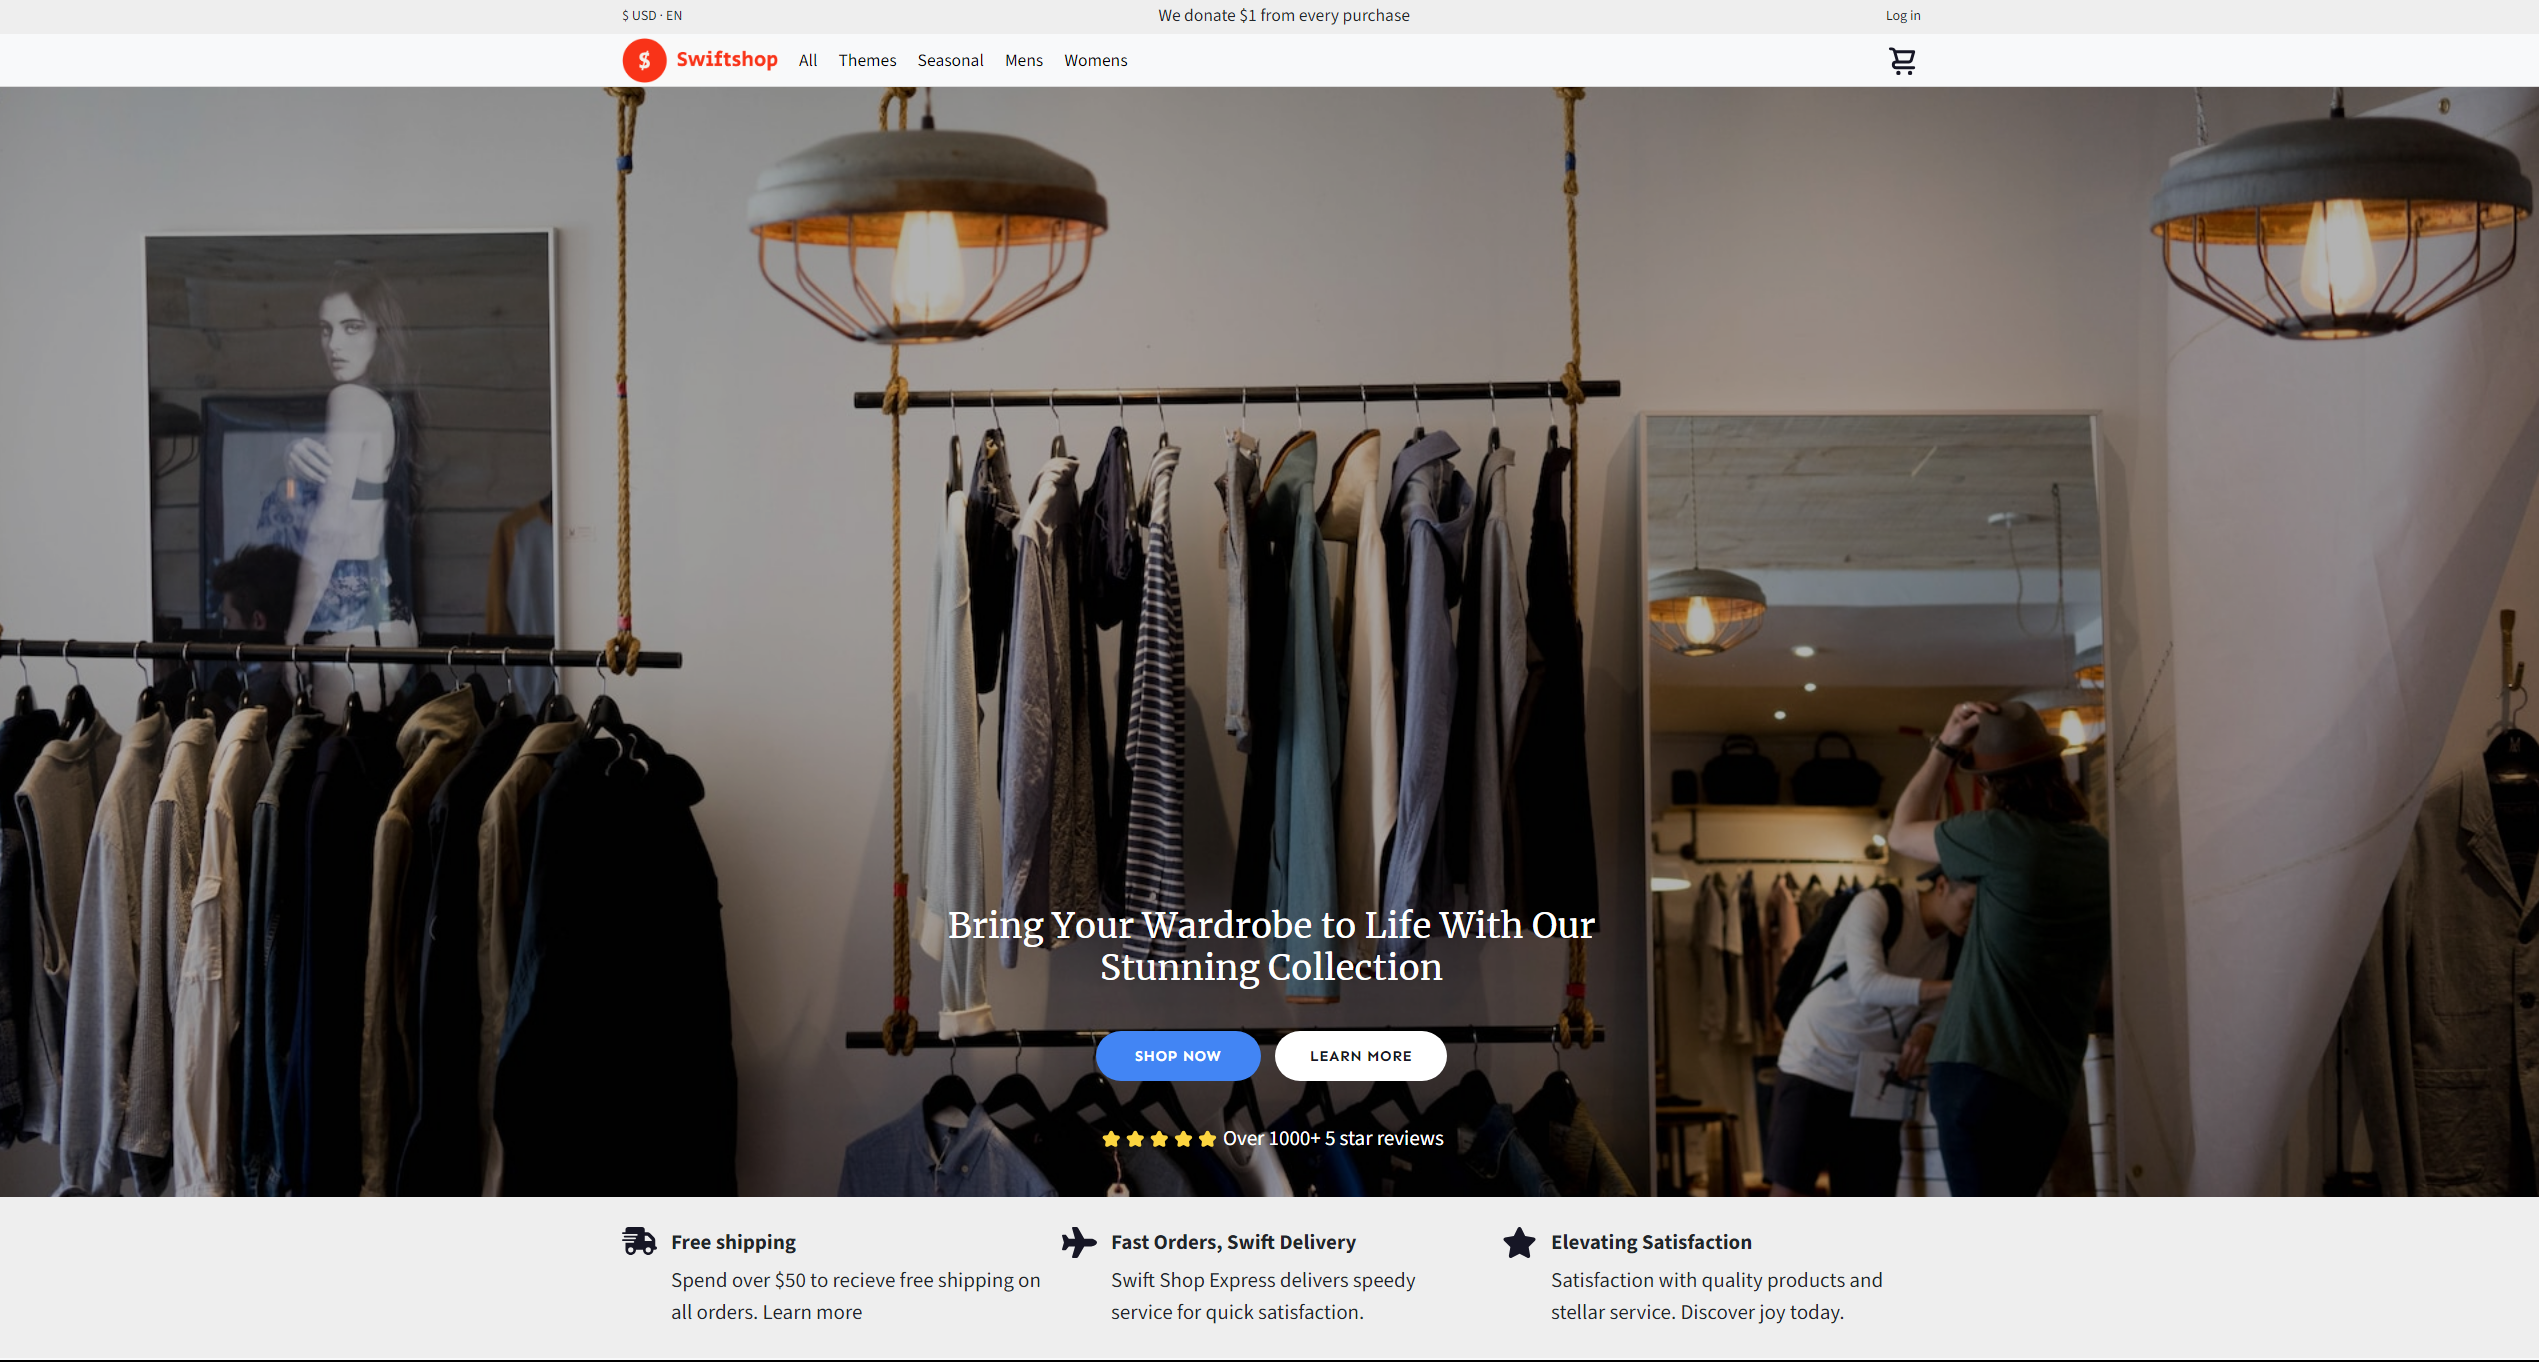 $ USD · EN
We donate $1 from every purchase
Log in
$ Swiftshop All Themes Seasonal Mens Womens
Bring Your Wardrobe to Life With Our
Stunning Collection
SHOP NOW
LEARN MORE
Over 1000+ 5 star reviews
Free shipping
Spend over $50 to recieve free shipping on
all orders. Learn more
Fast Orders, Swift Delivery
Swift Shop Express delivers speedy
service for quick satisfaction.
Elevating Satisfaction
Satisfaction with quality products and
stellar service. Discover joy today.